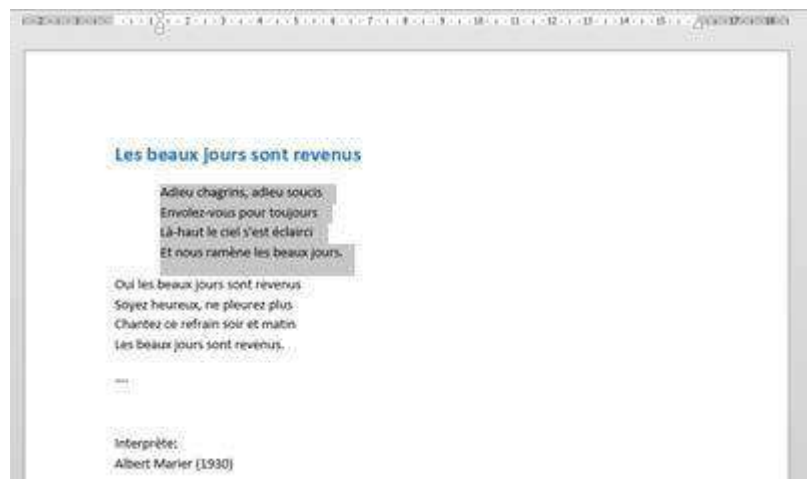 Les beaux jours sont revenus
Adieu chagrins, adieu soucis
Envolez-vous pour toujours
Là-haut le ciel s'est éclairci
Et nous ramène les beaux jours.
Oui les beaux jours sont revenus
Soyez heureux, ne pleurez plus
Chantez ce refrain soir et matin
Les beaux jours sont revenus.
...
Interprète:
Albert Marier (1930)